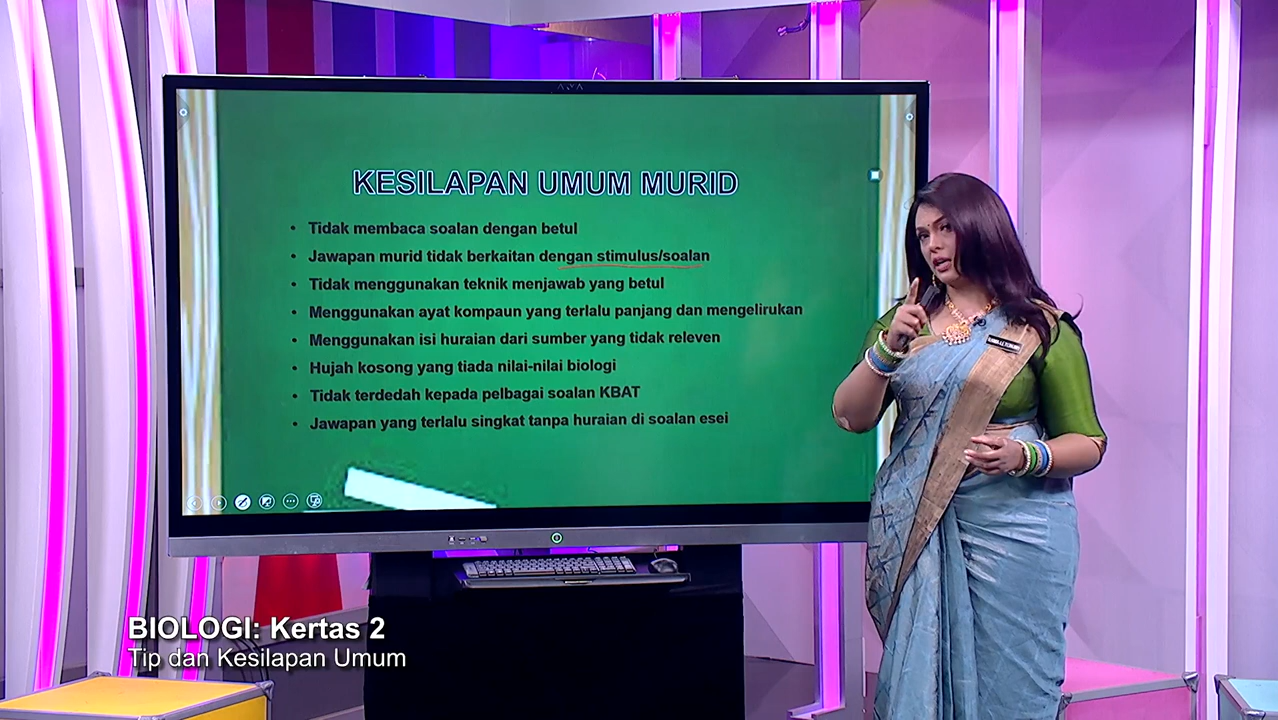 KESILAPAN UMUM MURID
• Tidak membaca soalan dengan betul
• Jawapan murid tidak berkaitan dengan stimulus/soalan
• Tidak menggunakan teknik menjawab yang betul
• Menggunakan ayat kompaun yang terlalu panjang dan mengelirukan
• Menggunakan isi huraian dari sumber yang tidak releven
• Hujah kosong yang tiada nilai-nilai biologi
• Tidak terdedah kepada pelbagai soalan KBAT
• Jawapan yang terlalu singkat tanpa huraian di soalan esei
BIOLOGI: Kertas 2
Tip dan Kesilapan Umum